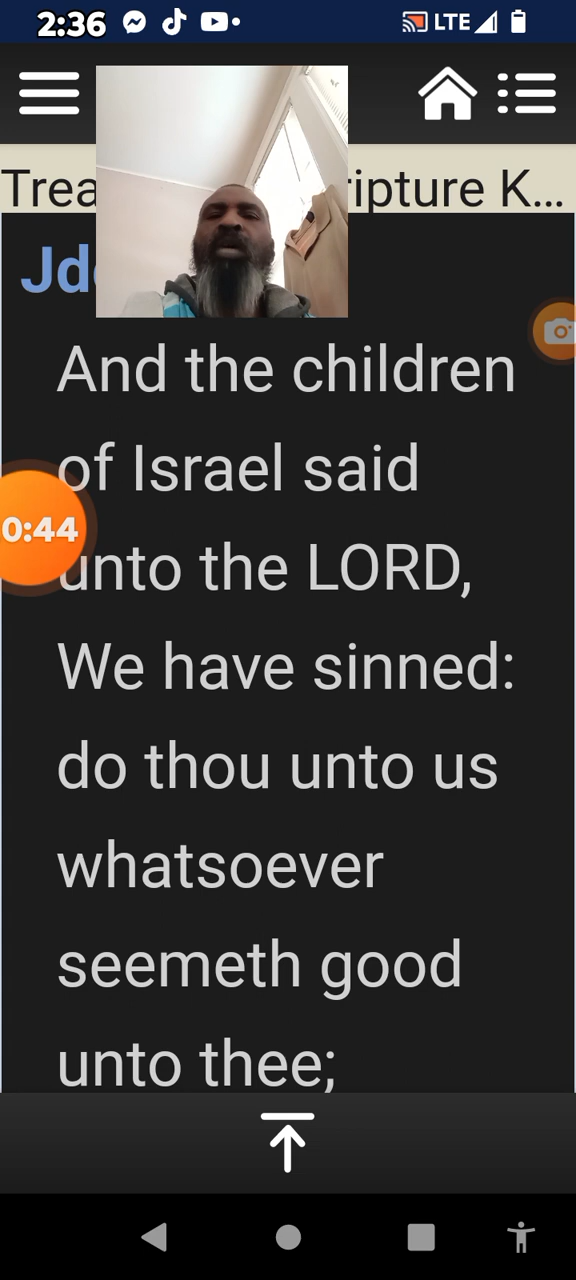 2:36 LTE
Trea ripture K...
Jd
And the children
of Israel said
0:44
unto the LORD,
We have sinned:
do thou unto us
whatsoever
seemeth good
unto thee;